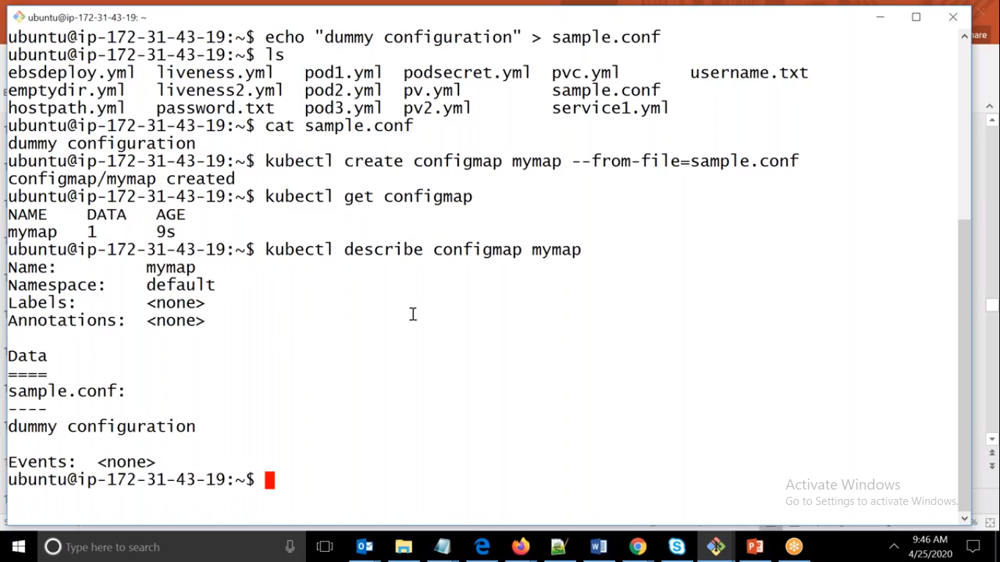 ubuntu@ip-172-31-43-19: ~
ubuntu@ip-172-31-43-19:~$ echo "dummy configuration" > sample.conf
ubuntu@ip-172-31-43-19:~$ ls
ebsdeploy.yml liveness.yml pod1.yml podsecret.yml pvc.yml username.txt
emptydir.yml liveness2.yml pod2.yml pv.yml sample.conf
hostpath.yml password.txt pod3.yml pv2.yml service1.yml
ubuntu@ip-172-31-43-19:~$ cat sample.conf
dummy configuration
ubuntu@ip-172-31-43-19:~$ kubectl create configmap mymap --from-file=sample.conf
configmap/mymap created
ubuntu@ip-172-31-43-19:~$ kubectl get configmap
NAME DATA AGE
mymap 1 9s
ubuntu@ip-172-31-43-19:~$ kubectl describe configmap mymap
Name: mymap
Namespace: default
Labels: <none>
Annotations: <none>
Data
====
sample.conf:
----
dummy configuration
Events: <none>
ubuntu@ip-172-31-43-19:~$
Activate Windows
Go to Settings to activate Windows.
Type here to search
9:46 AM
4/25/2020